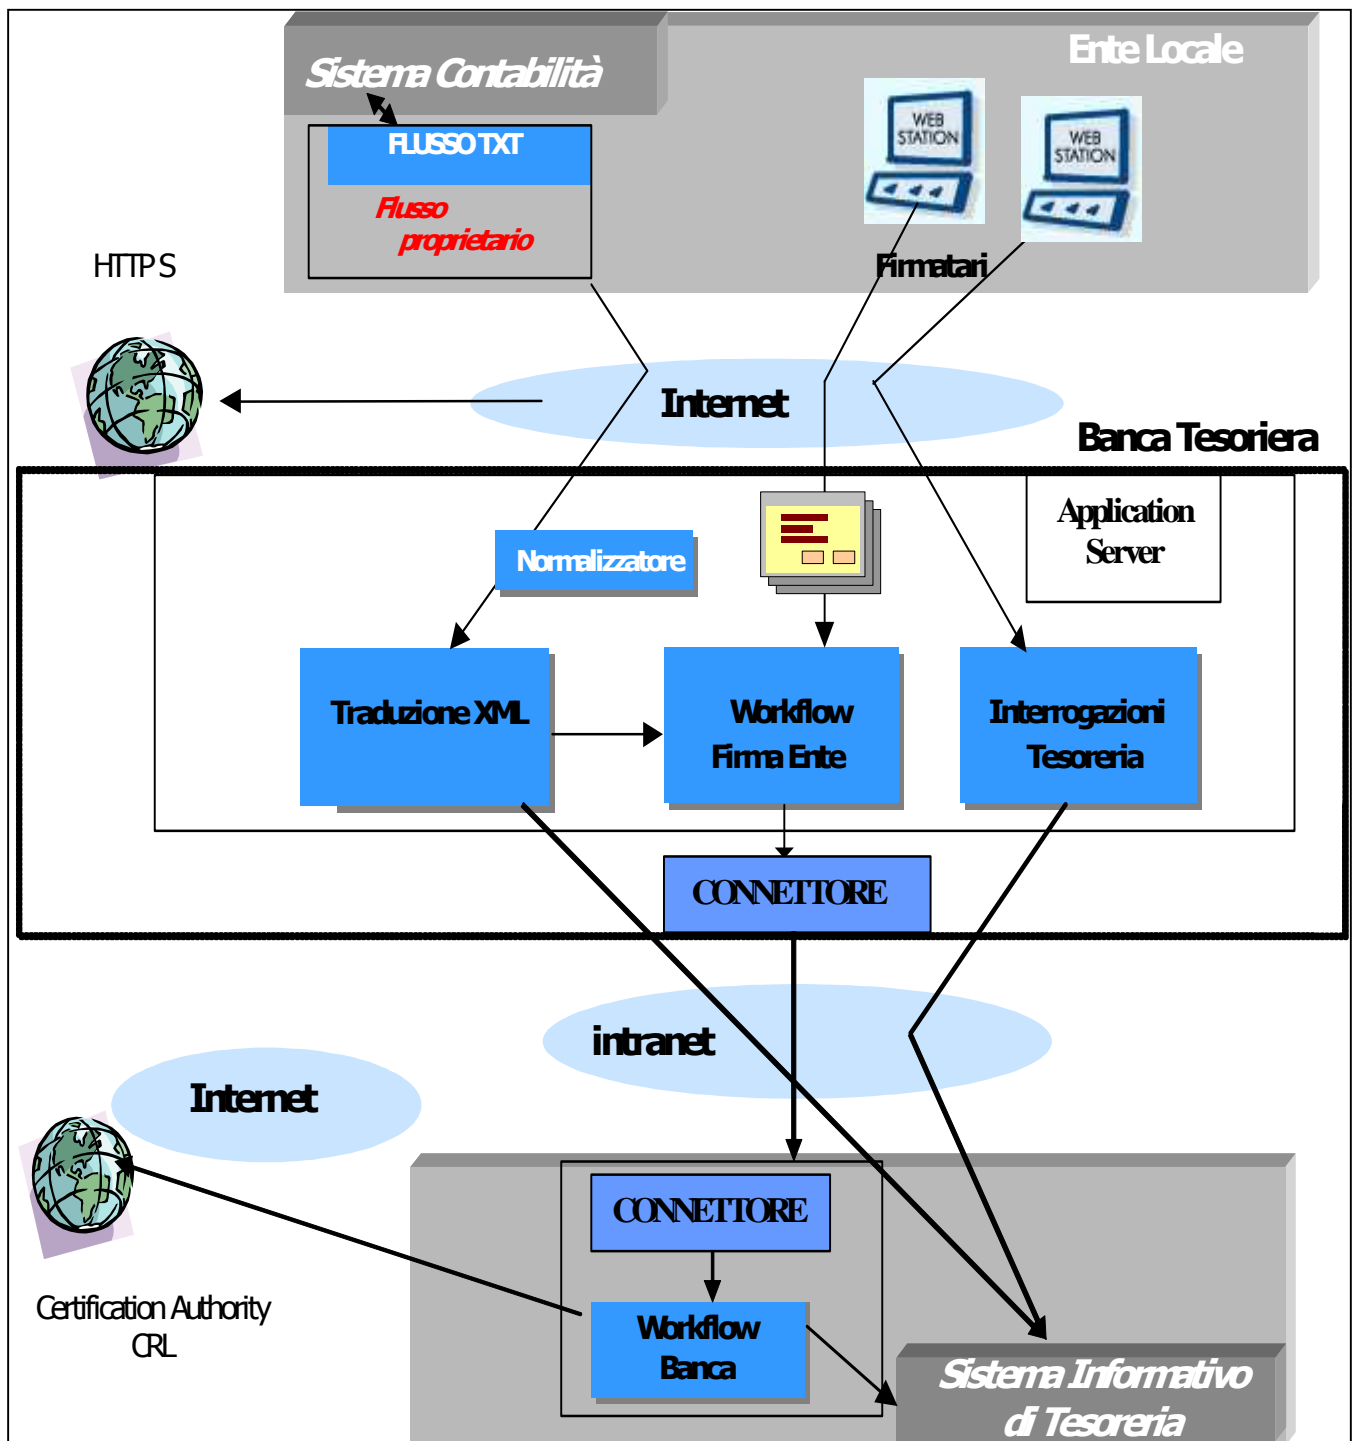 Ente Locale
Sistema Contabilità
FLUSSO TXT
Flusso
proprietario
WEB
STATION
WEB
STATION
Firmatari
HTTPS
Internet
Banca Tesoriera
Application
Server
Normalizzatore
Traduzione XML
Workflow
Firma Ente
Interrogazioni
Tesoreria
CONNETTORE
intranet
Internet
CONNETTORE
Certification Authority
CRL
Workflow
Banca
Sistema Informativo
di Tesoreria